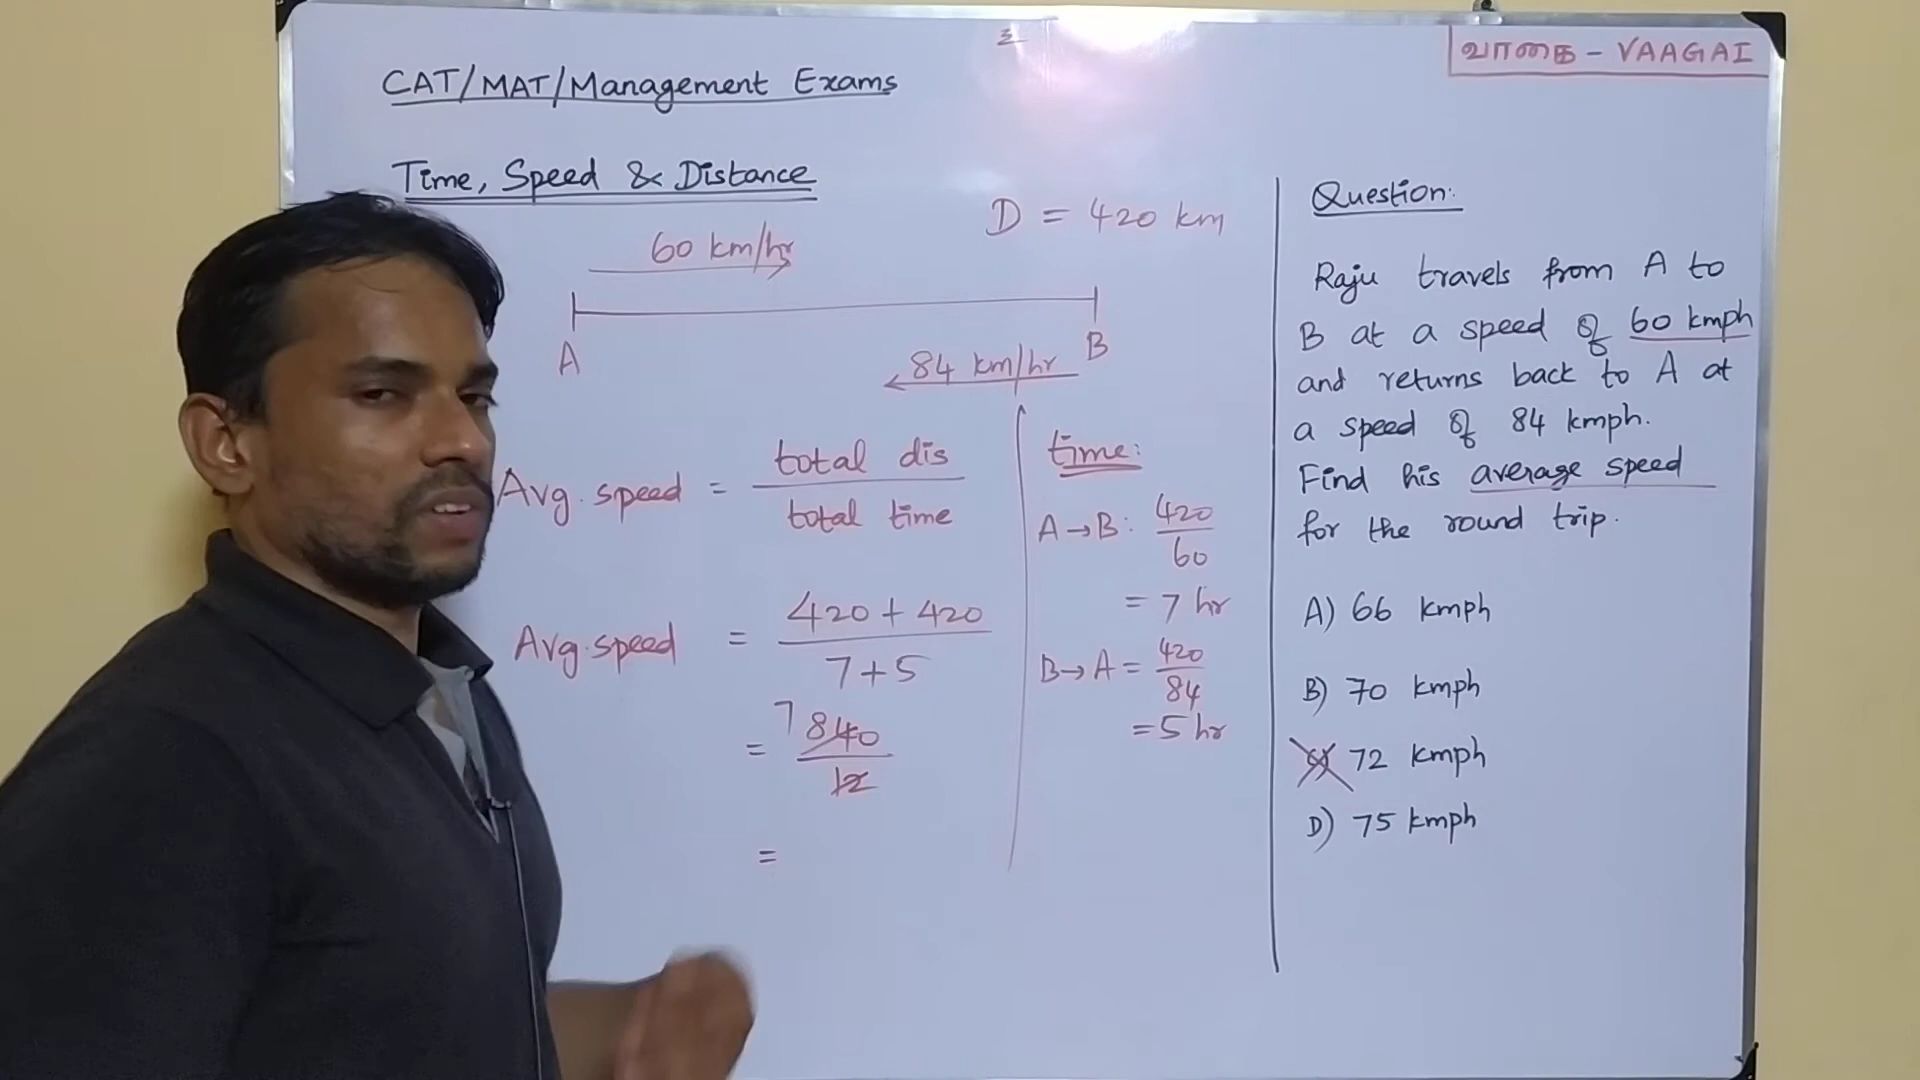 வாகை - VAAGAI
CAT/MAT/Management Exams
Time, Speed & Distance
D = 420 km
60 km/hr
A
B
84 km/hr
Avg. speed = total dis
total time
Avg. speed = 420 + 420
7 + 5
= 7 840
12
=
time:
A → B : 420
60
= 7 hr
B → A = 420
84
= 5 hr
Question:
Raju travels from A to
B at a speed of 60 kmph
and returns back to A at
a speed of 84 kmph.
Find his average speed
for the round trip.
A) 66 kmph
B) 70 kmph
C) 72 kmph
D) 75 kmph